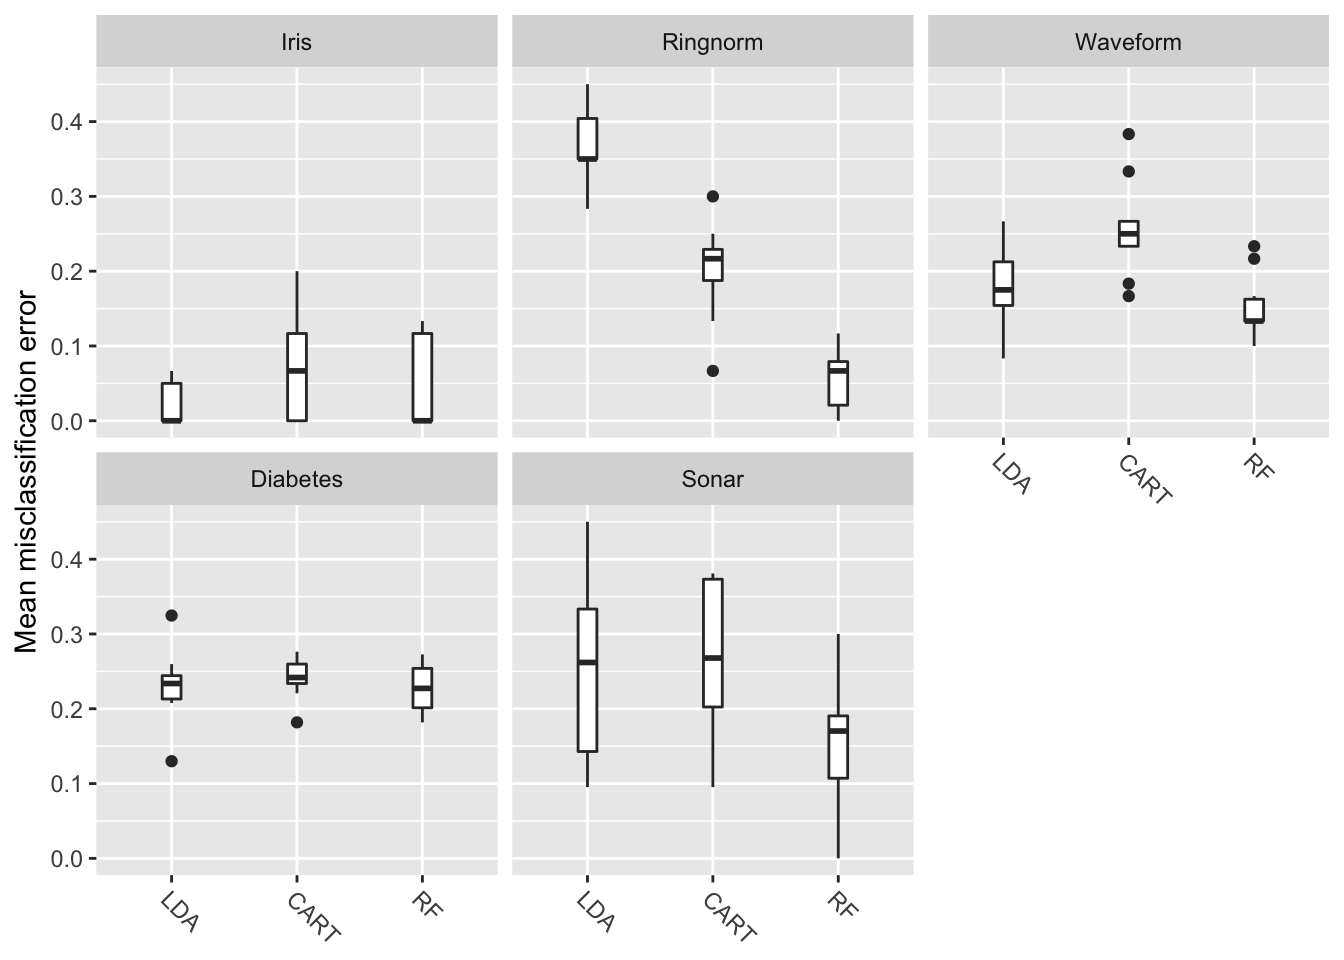 Mean misclassification error
Iris
Ringnorm
Waveform
0.4
0.3
0.2
0.1
0.0
LDA
CART
RF
Diabetes
Sonar
0.4
0.3
0.2
0.1
0.0
LDA
CART
RF
LDA
CART
RF